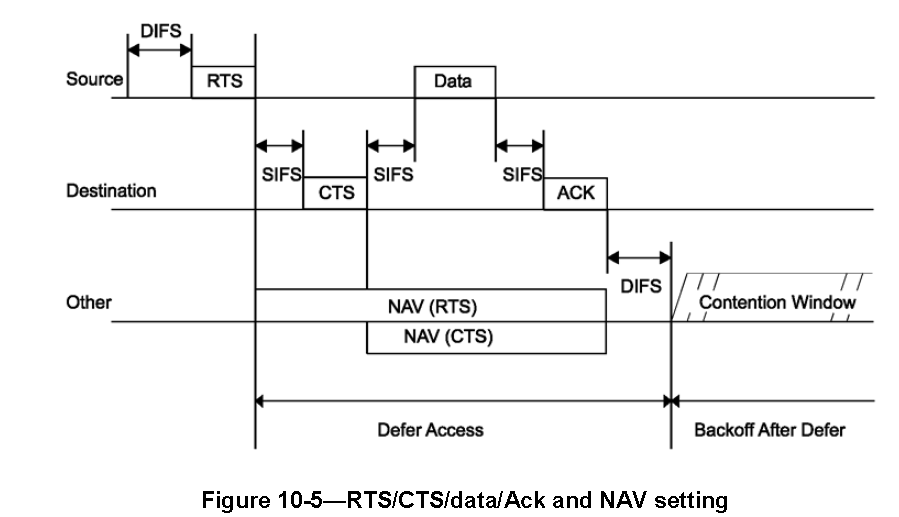 DIFS
Source
RTS
Data
SIFS
SIFS
SIFS
Destination
CTS
ACK
DIFS
Other
NAV (RTS)
Contention Window
NAV (CTS)
Defer Access
Backoff After Defer
Figure 10-5—RTS/CTS/data/Ack and NAV setting